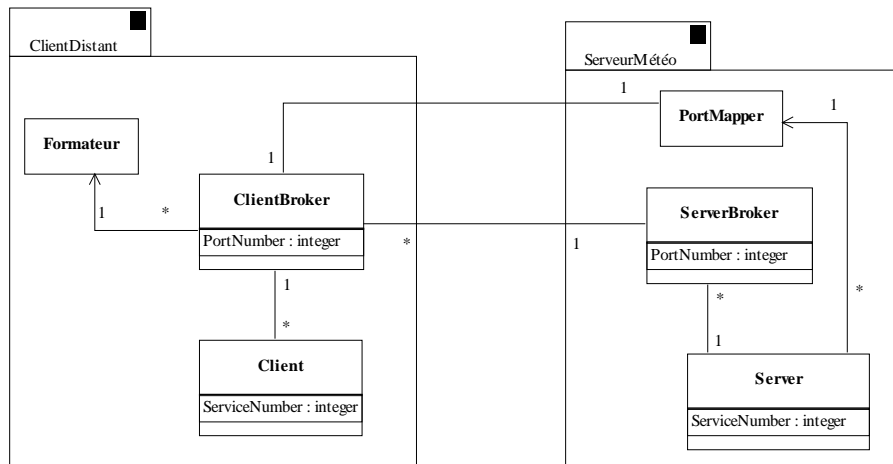 ClientDistant
ServeurMétéo
1
1
PortMapper
Formateur
1
1
*
ClientBroker
PortNumber : integer
*
1
ServerBroker
PortNumber : integer
1
*
*
*
1
Client
ServiceNumber : integer
Server
ServiceNumber : integer